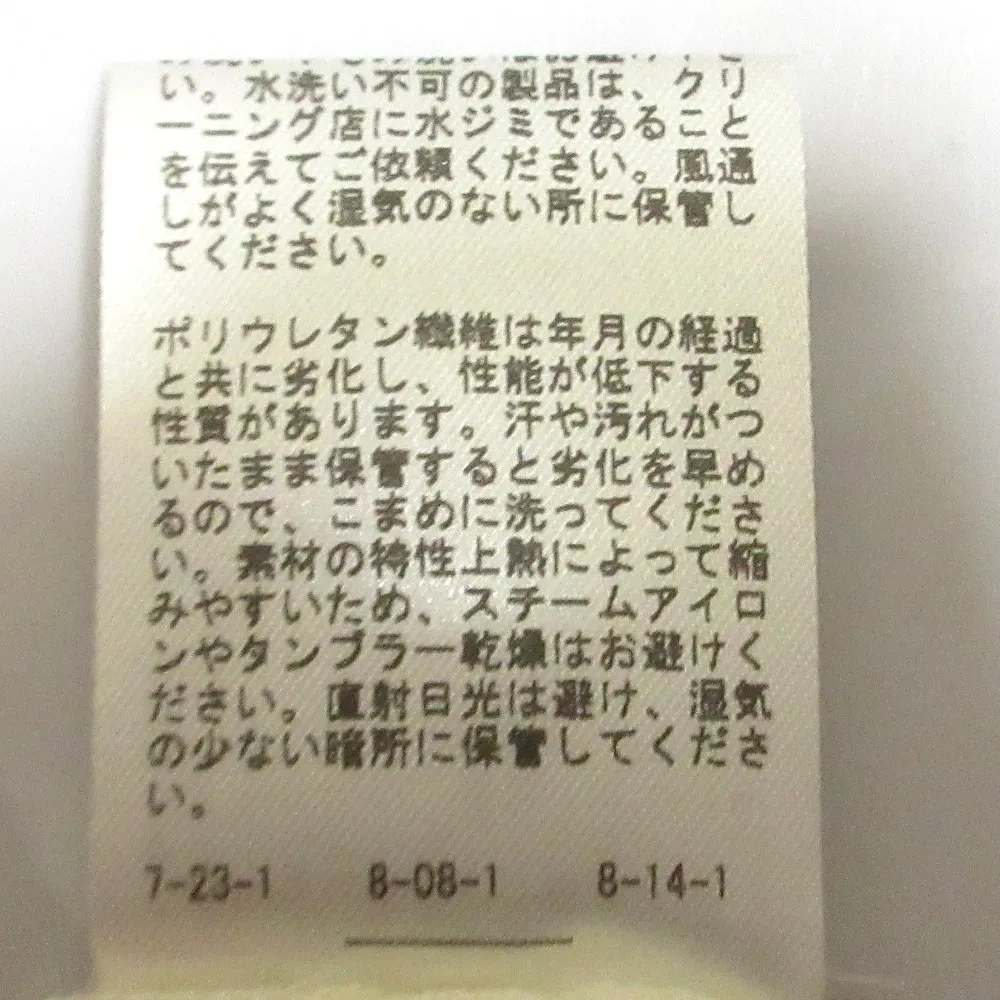 い。水洗い不可の製品は、クリ
ーニング店に水ジミであること
を伝えてご依頼ください。風通
しがよく湿気のない所に保管し
てください。
ポリウレタン繊維は年月の経過
と共に劣化し、性能が低下する
性質があります。汗や汚れがつ
いたまま保管すると劣化を早め
るので、こまめに洗ってくださ
い。素材の特性上熱によって縮
みやすいため、スチームアイロ
ンやタンブラー乾燥はお避けく
ださい。直射日光は避け、湿気
の少ない暗所に保管してくださ
い。
7-23-1 8-08-1 8-14-1